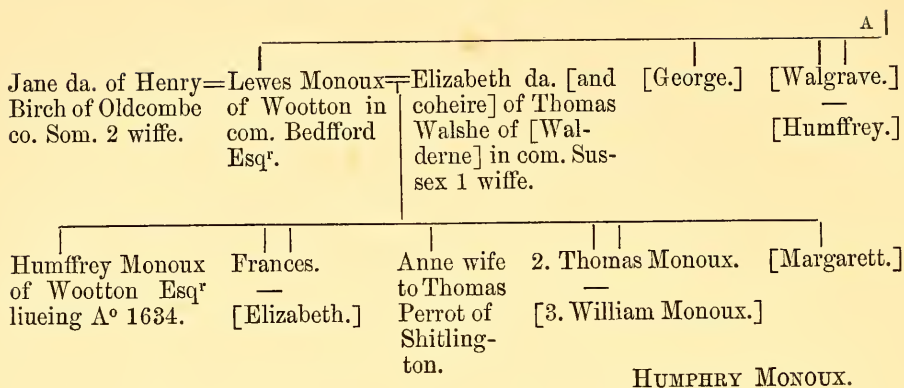 A
Jane da. of Henry=Lewes Monoux=Elizabeth da. [and [George.] [Walgrave.]
Birch of Oldcombe of Wootton in coheire] of Thomas —
co. Som. 2 wiffe. com. Bedfford Walshe of [Wal- [Humffrey.]
Esqʳ. derne] in com. Sus-
sex 1 wiffe.
Humffrey Monoux Frances. Anne wife 2. Thomas Monoux. [Margarett.]
of Wootton Esqʳ — to Thomas —
liueing Aº 1634. [Elizabeth.] Perrot of [3. William Monoux.]
Shitling-
ton.
HUMPHRY MONOUX.